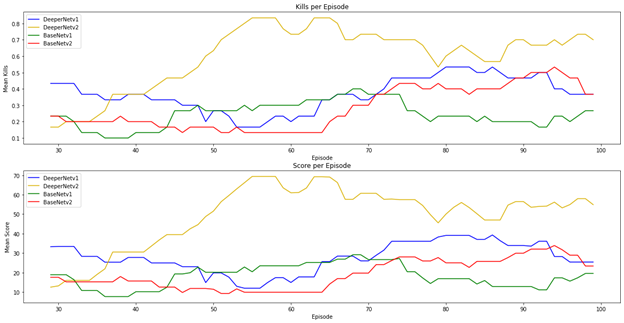 Kills per Episode
DeeperNetv1
DeeperNetv2
BaseNetv1
BaseNetv2
Mean Kills
0.8
0.7
0.6
0.5
0.4
0.3
0.2
0.1
30 40 50 60 70 80 90 100
Episode
Score per Episode
DeeperNetv1
DeeperNetv2
BaseNetv1
BaseNetv2
Mean Score
70
60
50
40
30
20
10
30 40 50 60 70 80 90 100
Episode